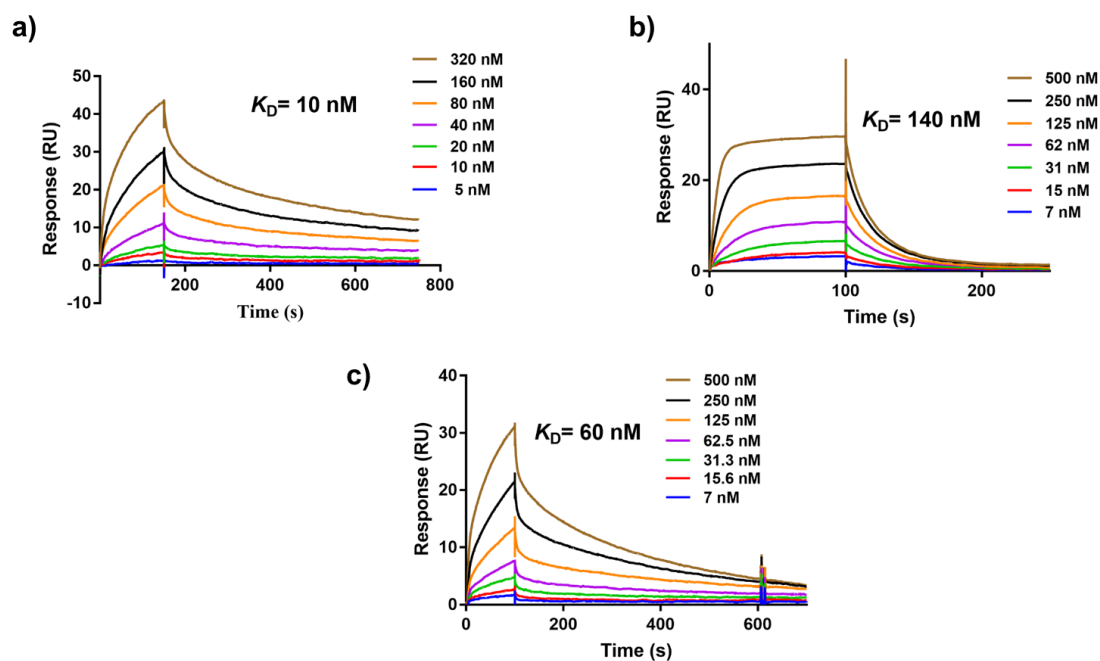 a)
320 nM
160 nM
80 nM
40 nM
20 nM
10 nM
5 nM
KD= 10 nM
Response (RU)
50
40
30
20
10
0
-10
200
400
600
800
Time (s)
b)
500 nM
250 nM
125 nM
62 nM
31 nM
15 nM
7 nM
KD= 140 nM
Response (RU)
40
20
0
0
100
200
Time (s)
c)
500 nM
250 nM
125 nM
62.5 nM
31.3 nM
15.6 nM
7 nM
KD= 60 nM
Response (RU)
40
30
20
10
0
0
200
400
600
Time (s)